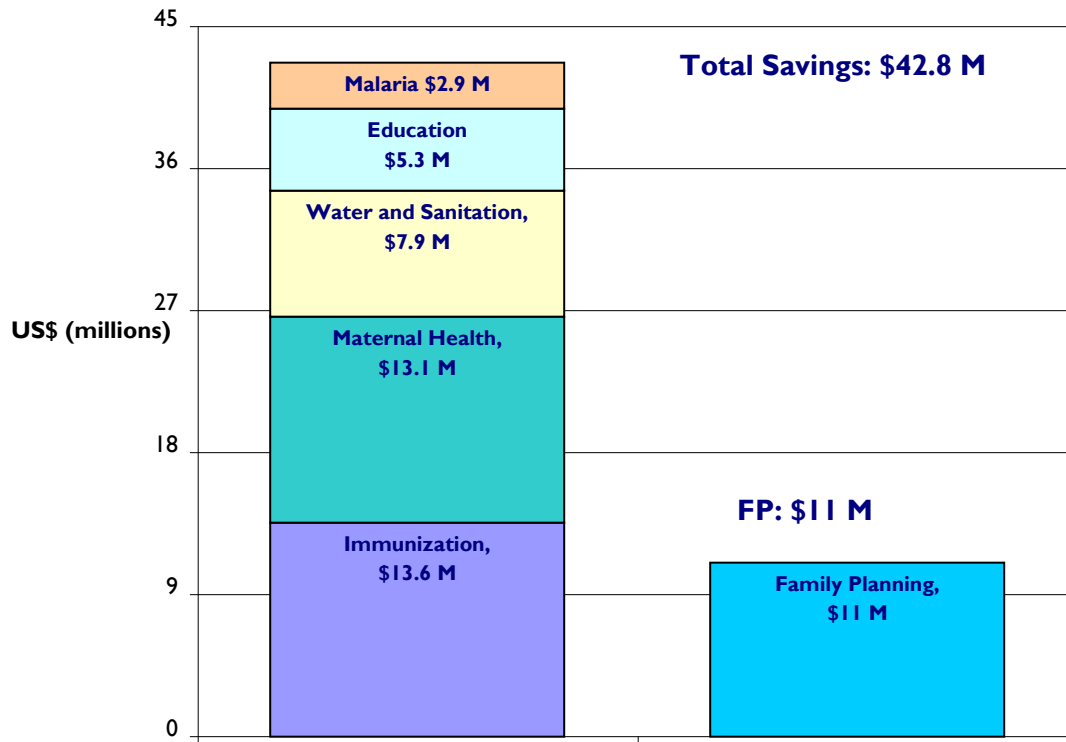 45
Total Savings: $42.8 M
Malaria $2.9 M
Education
$5.3 M
36
Water and Sanitation,
$7.9 M
27
US$ (millions)
Maternal Health,
$13.1 M
18
FP: $11 M
Immunization,
$13.6 M
9
Family Planning,
$11 M
0